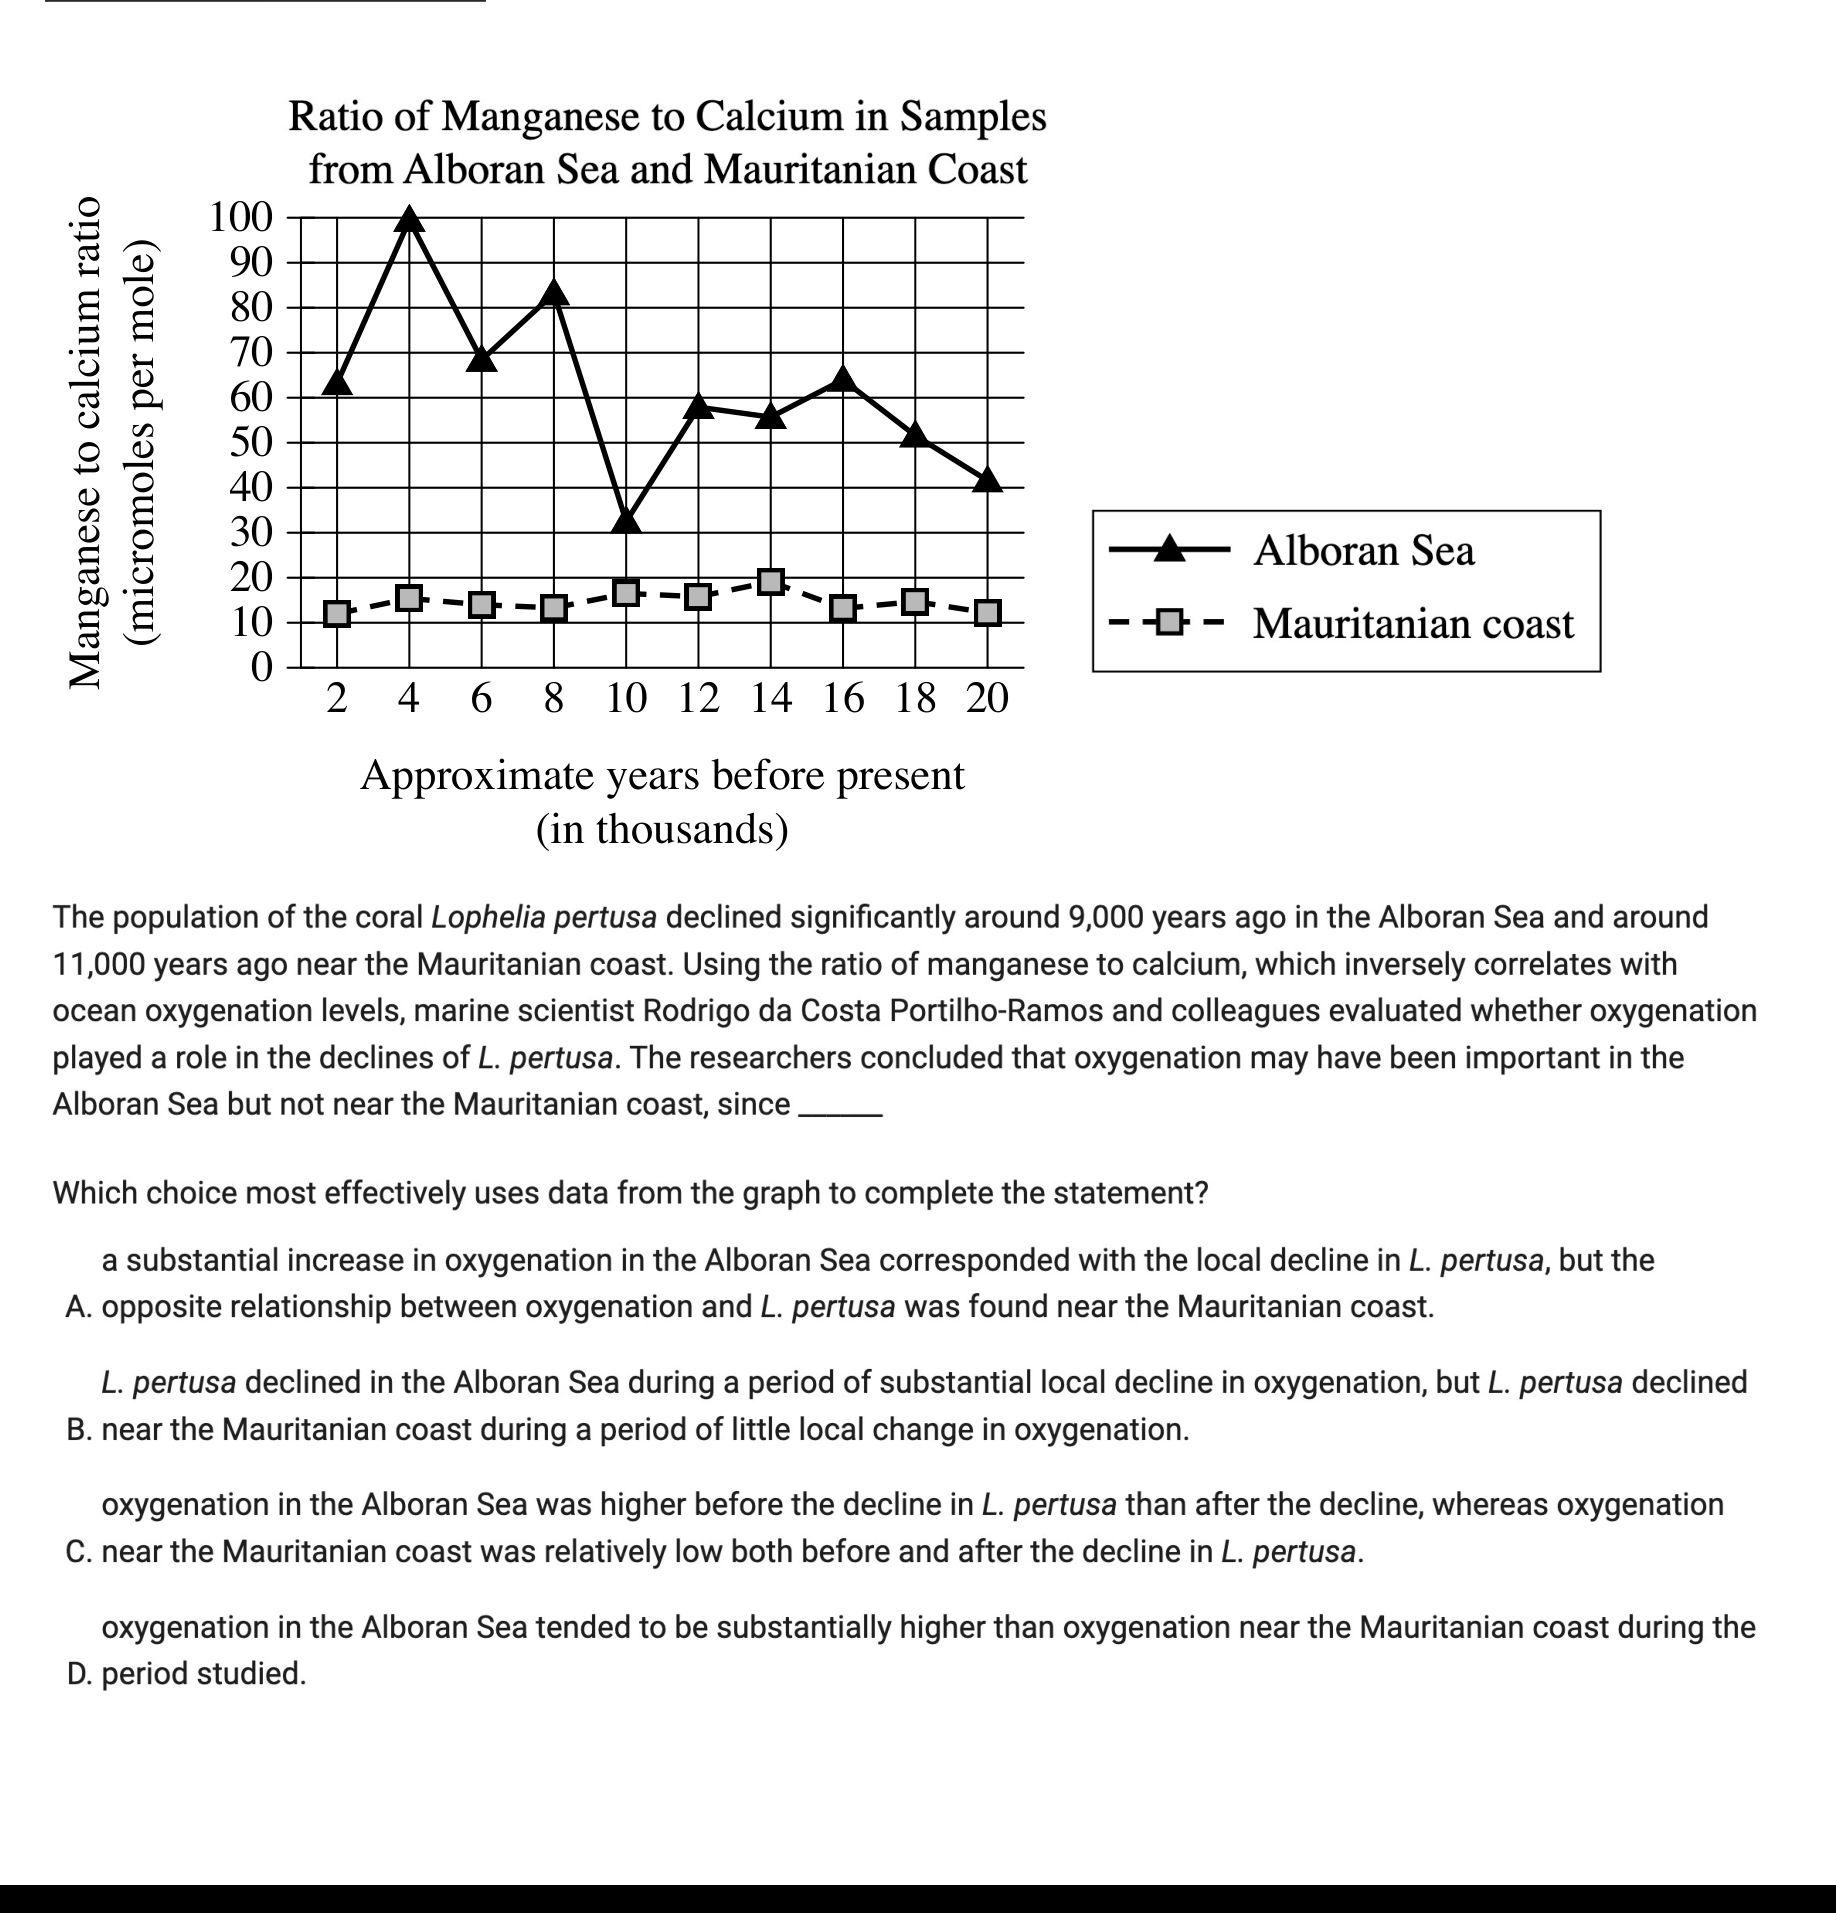 Ratio of Manganese to Calcium in Samples
from Alboran Sea and Mauritanian Coast
Manganese to calcium ratio
(micromoles per mole)
100
90
80
70
60
50
40
30
20
10
0
2 4 6 8 10 12 14 16 18 20
Approximate years before present
(in thousands)
Alboran Sea
Mauritanian coast
The population of the coral Lophelia pertusa declined significantly around 9,000 years ago in the Alboran Sea and around
11,000 years ago near the Mauritanian coast. Using the ratio of manganese to calcium, which inversely correlates with
ocean oxygenation levels, marine scientist Rodrigo da Costa Portilho-Ramos and colleagues evaluated whether oxygenation
played a role in the declines of L. pertusa. The researchers concluded that oxygenation may have been important in the
Alboran Sea but not near the Mauritanian coast, since ______
Which choice most effectively uses data from the graph to complete the statement?
a substantial increase in oxygenation in the Alboran Sea corresponded with the local decline in L. pertusa, but the
A. opposite relationship between oxygenation and L. pertusa was found near the Mauritanian coast.
L. pertusa declined in the Alboran Sea during a period of substantial local decline in oxygenation, but L. pertusa declined
B. near the Mauritanian coast during a period of little local change in oxygenation.
oxygenation in the Alboran Sea was higher before the decline in L. pertusa than after the decline, whereas oxygenation
C. near the Mauritanian coast was relatively low both before and after the decline in L. pertusa.
oxygenation in the Alboran Sea tended to be substantially higher than oxygenation near the Mauritanian coast during the
D. period studied.